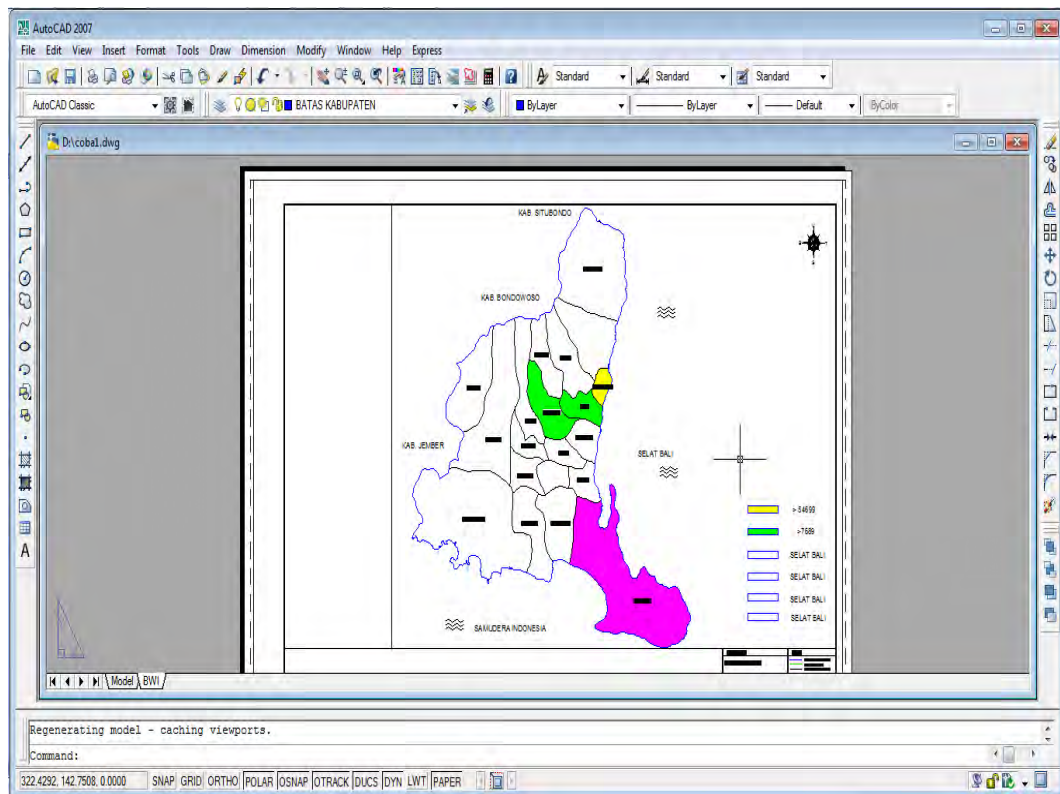 AutoCAD 2007
File Edit View Insert Format Tools Draw Dimension Modify Window Help Express
Standard Standard Standard
AutoCAD Classic BATAS KABUPATEN ByLayer ByLayer Default ByColor
D:\coba1.dwg
KAB. SITUBONDO
KAB. BONDOWOSO
KAB. JEMBER
SELAT BALI
> 34699
>7689
SELAT BALI
SELAT BALI
SELAT BALI
SELAT BALI
SAMUDERA INDONESIA
Model BWI
Regenerating model - caching viewports.
Command:
322.4292, 142.7508, 0.0000 SNAP GRID ORTHO POLAR OSNAP OTRACK DUCS DYN LWT PAPER